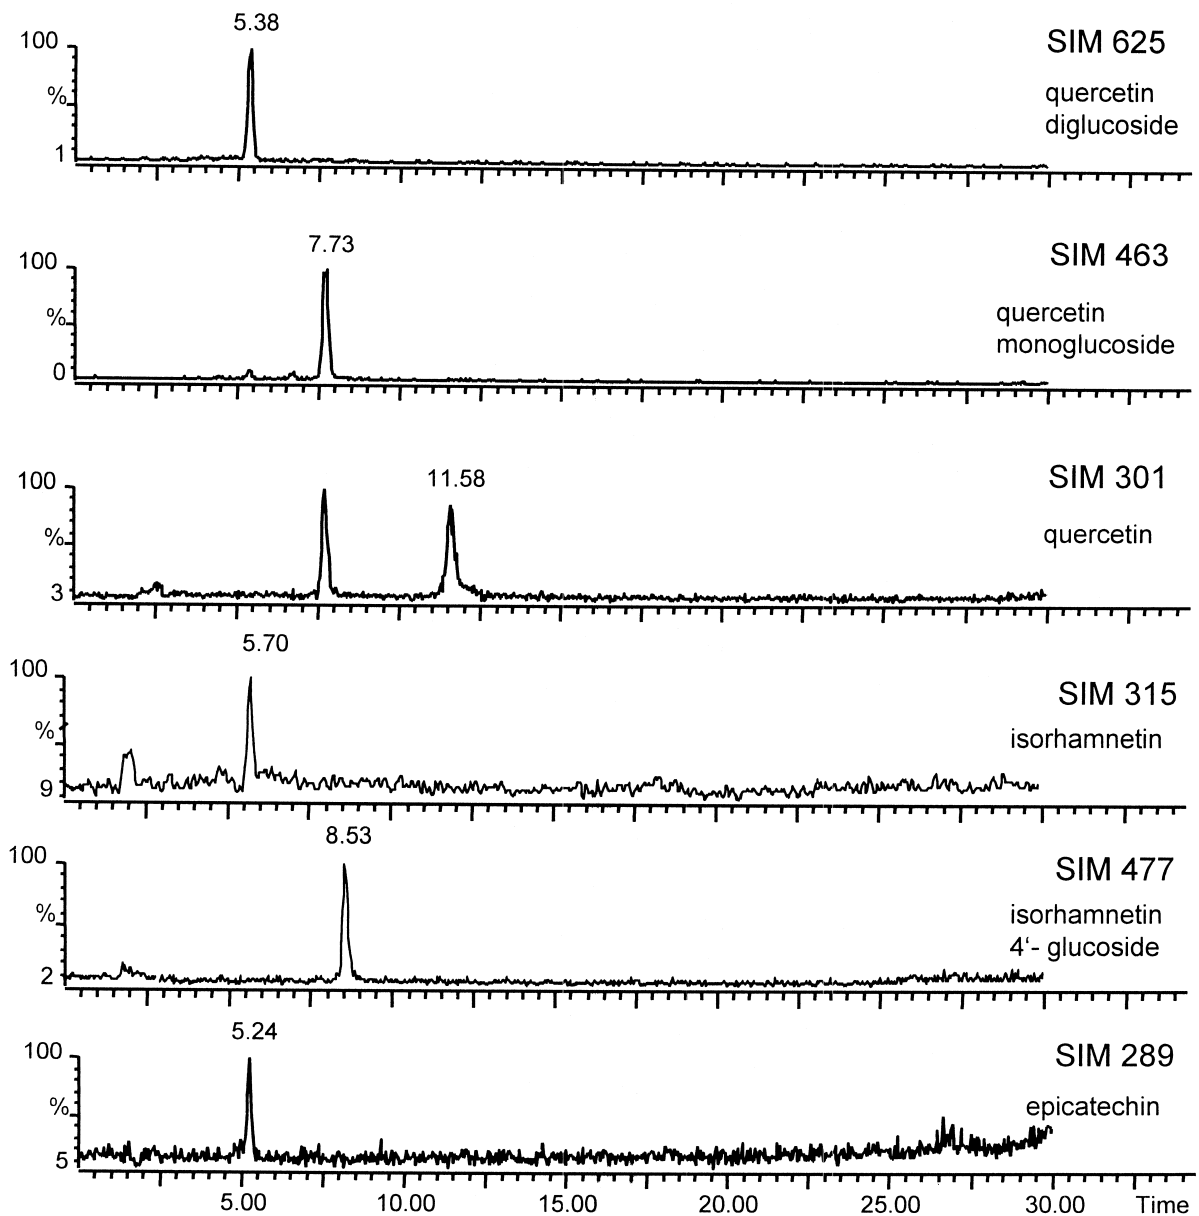 5.38
100
SIM 625
%
quercetin
diglucoside
1
7.73
100
SIM 463
%
quercetin
monoglucoside
0
11.58
100
SIM 301
%
quercetin
3
5.70
100
SIM 315
%
isorhamnetin
9
8.53
100
SIM 477
%
isorhamnetin
4‘- glucoside
2
5.24
100
SIM 289
%
epicatechin
5
5.00 10.00 15.00 20.00 25.00 30.00 Time